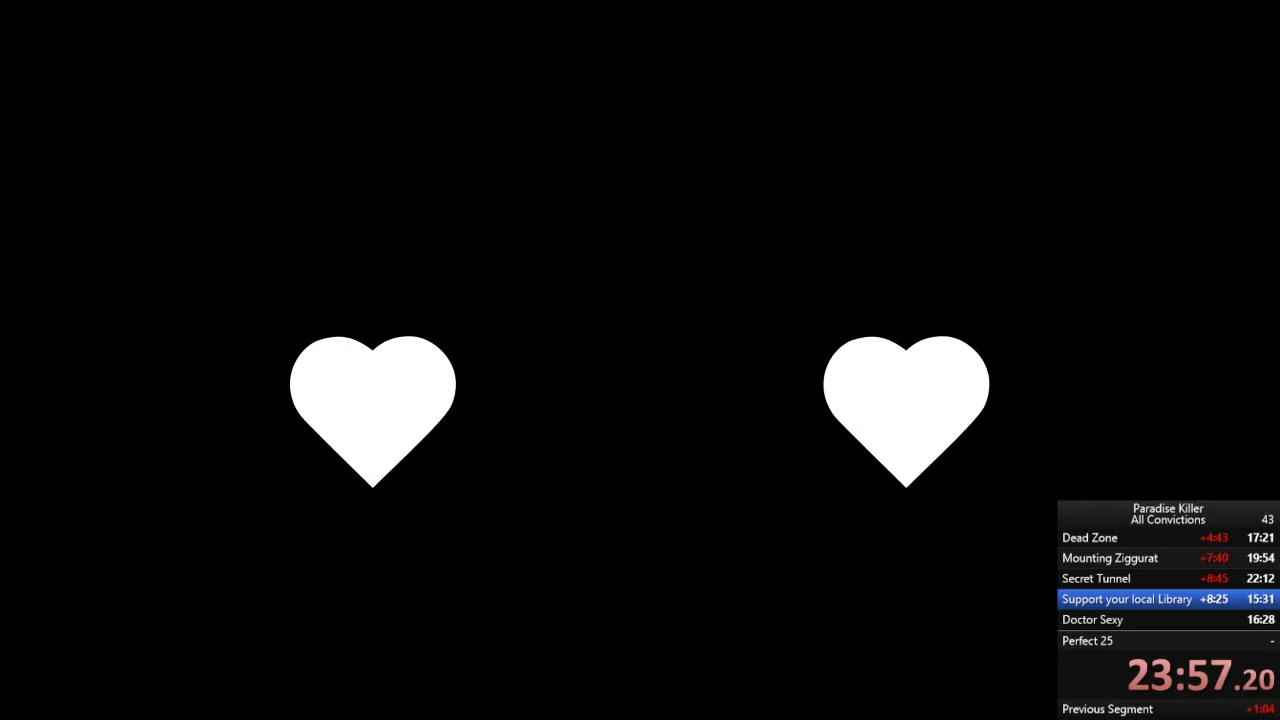 Paradise Killer
All Convictions 43
Dead Zone +4:43 17:21
Mounting Ziggurat +7:40 19:54
Secret Tunnel +8:45 22:12
Support your local Library +8:25 15:31
Doctor Sexy 16:28
Perfect 25 -
23:57.20
Previous Segment +1:04